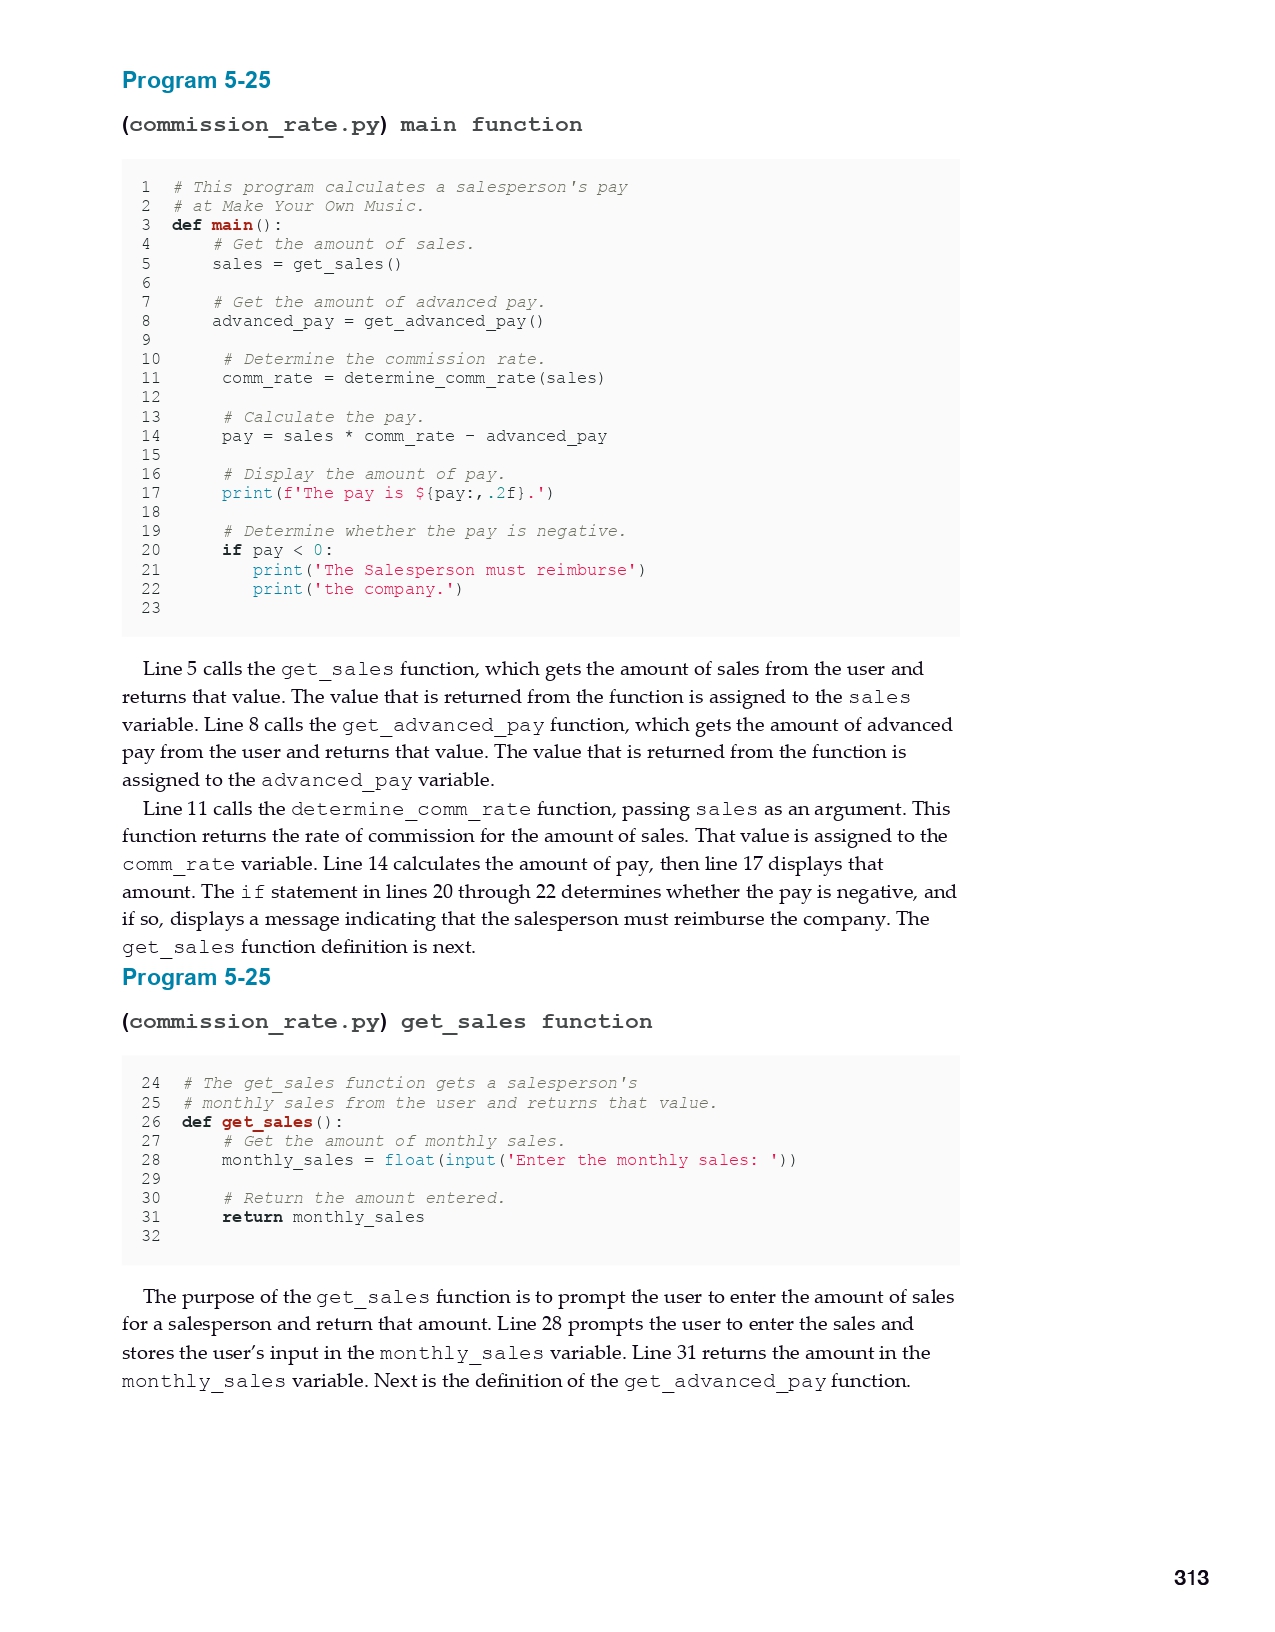 Program 5-25
(commission_rate.py) main function
1 # This program calculates a salesperson's pay
2 # at Make Your Own Music.
3 def main():
4     # Get the amount of sales.
5     sales = get_sales()
6
7     # Get the amount of advanced pay.
8     advanced_pay = get_advanced_pay()
9
10     # Determine the commission rate.
11     comm_rate = determine_comm_rate(sales)
12
13     # Calculate the pay.
14     pay = sales * comm_rate − advanced_pay
15
16     # Display the amount of pay.
17     print(f'The pay is ${pay:,.2f}.')
18
19     # Determine whether the pay is negative.
20     if pay < 0:
21        print('The Salesperson must reimburse')
22        print('the company.')
23
Line 5 calls the get_sales function, which gets the amount of sales from the user and
returns that value. The value that is returned from the function is assigned to the sales
variable. Line 8 calls the get_advanced_pay function, which gets the amount of advanced
pay from the user and returns that value. The value that is returned from the function is
assigned to the advanced_pay variable.
Line 11 calls the determine_comm_rate function, passing sales as an argument. This
function returns the rate of commission for the amount of sales. That value is assigned to the
comm_rate variable. Line 14 calculates the amount of pay, then line 17 displays that
amount. The if statement in lines 20 through 22 determines whether the pay is negative, and
if so, displays a message indicating that the salesperson must reimburse the company. The
get_sales function definition is next.
Program 5-25
(commission_rate.py) get_sales function
24 # The get_sales function gets a salesperson's
25 # monthly sales from the user and returns that value.
26 def get_sales():
27     # Get the amount of monthly sales.
28     monthly_sales = float(input('Enter the monthly sales: '))
29
30     # Return the amount entered.
31     return monthly_sales
32
The purpose of the get_sales function is to prompt the user to enter the amount of sales
for a salesperson and return that amount. Line 28 prompts the user to enter the sales and
stores the user’s input in the monthly_sales variable. Line 31 returns the amount in the
monthly_sales variable. Next is the definition of the get_advanced_pay function.
313